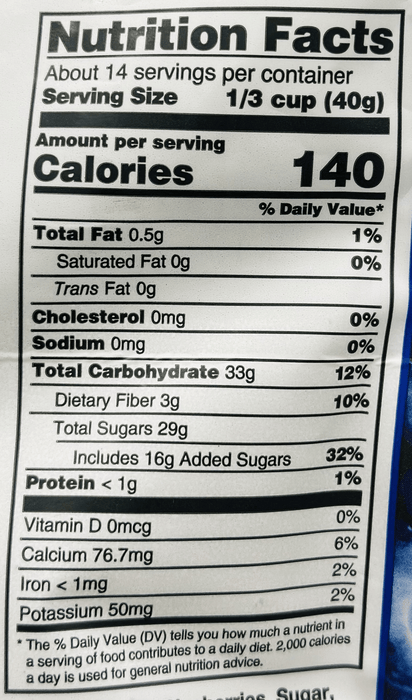 Nutrition Facts
About 14 servings per container
Serving Size 1/3 cup (40g)
Amount per serving
Calories 140
% Daily Value*
Total Fat 0.5g 1%
Saturated Fat 0g 0%
Trans Fat 0g
Cholesterol 0mg 0%
Sodium 0mg 0%
Total Carbohydrate 33g 12%
Dietary Fiber 3g 10%
Total Sugars 29g
Includes 16g Added Sugars 32%
Protein < 1g 1%
Vitamin D 0mcg 0%
Calcium 76.7mg 6%
Iron < 1mg 2%
Potassium 50mg 2%
* The % Daily Value (DV) tells you how much a nutrient in
a serving of food contributes to a daily diet. 2,000 calories
a day is used for general nutrition advice.
Sugar,